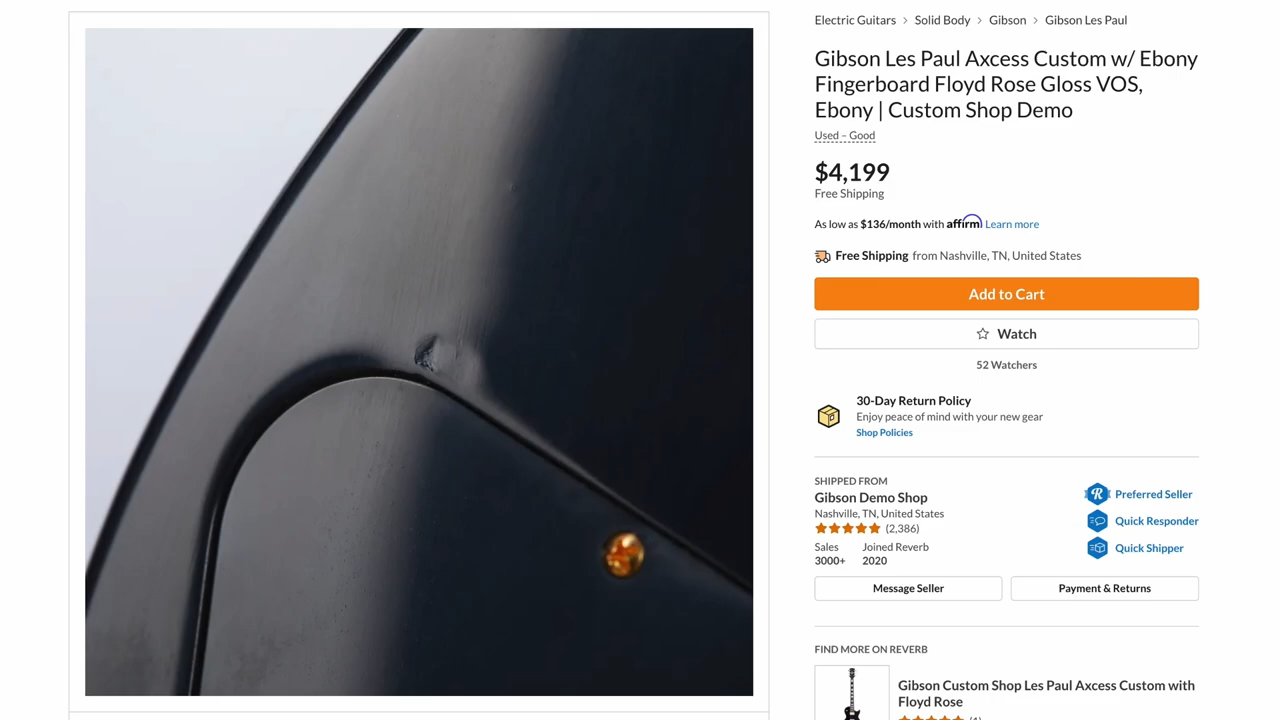 Electric Guitars > Solid Body > Gibson > Gibson Les Paul
Gibson Les Paul Axcess Custom w/ Ebony
Fingerboard Floyd Rose Gloss VOS,
Ebony | Custom Shop Demo
Used – Good
$4,199
Free Shipping
As low as $136/month with affirm Learn more
Free Shipping from Nashville, TN, United States
Add to Cart
Watch
52 Watchers
30-Day Return Policy
Enjoy peace of mind with your new gear
Shop Policies
SHIPPED FROM
Gibson Demo Shop
Nashville, TN, United States
(2,386)
Sales Joined Reverb
3000+ 2020
Preferred Seller
Quick Responder
Quick Shipper
Message Seller Payment & Returns
FIND MORE ON REVERB
Gibson Custom Shop Les Paul Axcess Custom with
Floyd Rose